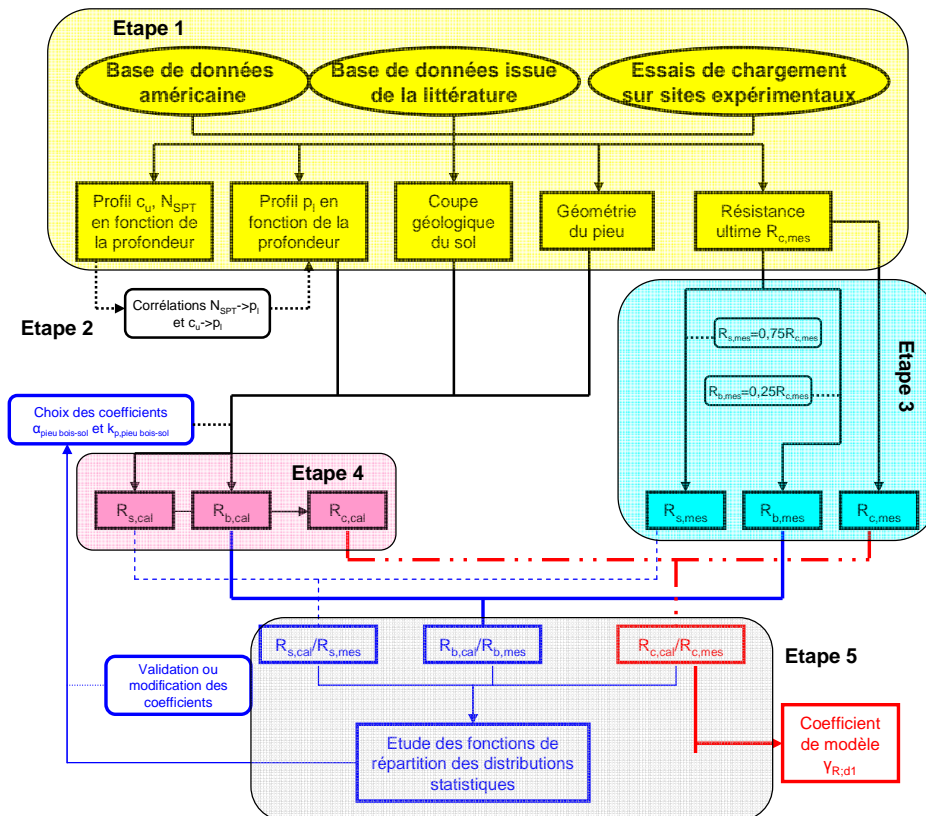 Etape 1
Base de données
américaine
Base de données issue
de la littérature
Essais de chargement
sur sites expérimentaux
Profil cu, NSPT
en fonction de
la profondeur
Profil pl en
fonction de la
profondeur
Coupe
géologique
du sol
Géométrie
du pieu
Résistance
ultime Rc,mes
Etape 2
Corrélations NSPT->pl
et cu->pl
Etape 3
Rs,mes=0,75Rc,mes
Rb,mes=0,25Rc,mes
Choix des coefficients
αpieu bois-sol et kp,pieu bois-sol
Etape 4
Rs,cal
Rb,cal
Rc,cal
Rs,mes
Rb,mes
Rc,mes
Etape 5
Rs,cal/Rs,mes
Rb,cal/Rb,mes
Rc,cal/Rc,mes
Validation ou
modification des
coefficients
Etude des fonctions de
répartition des distributions
statistiques
Coefficient
de modèle
γR;d1